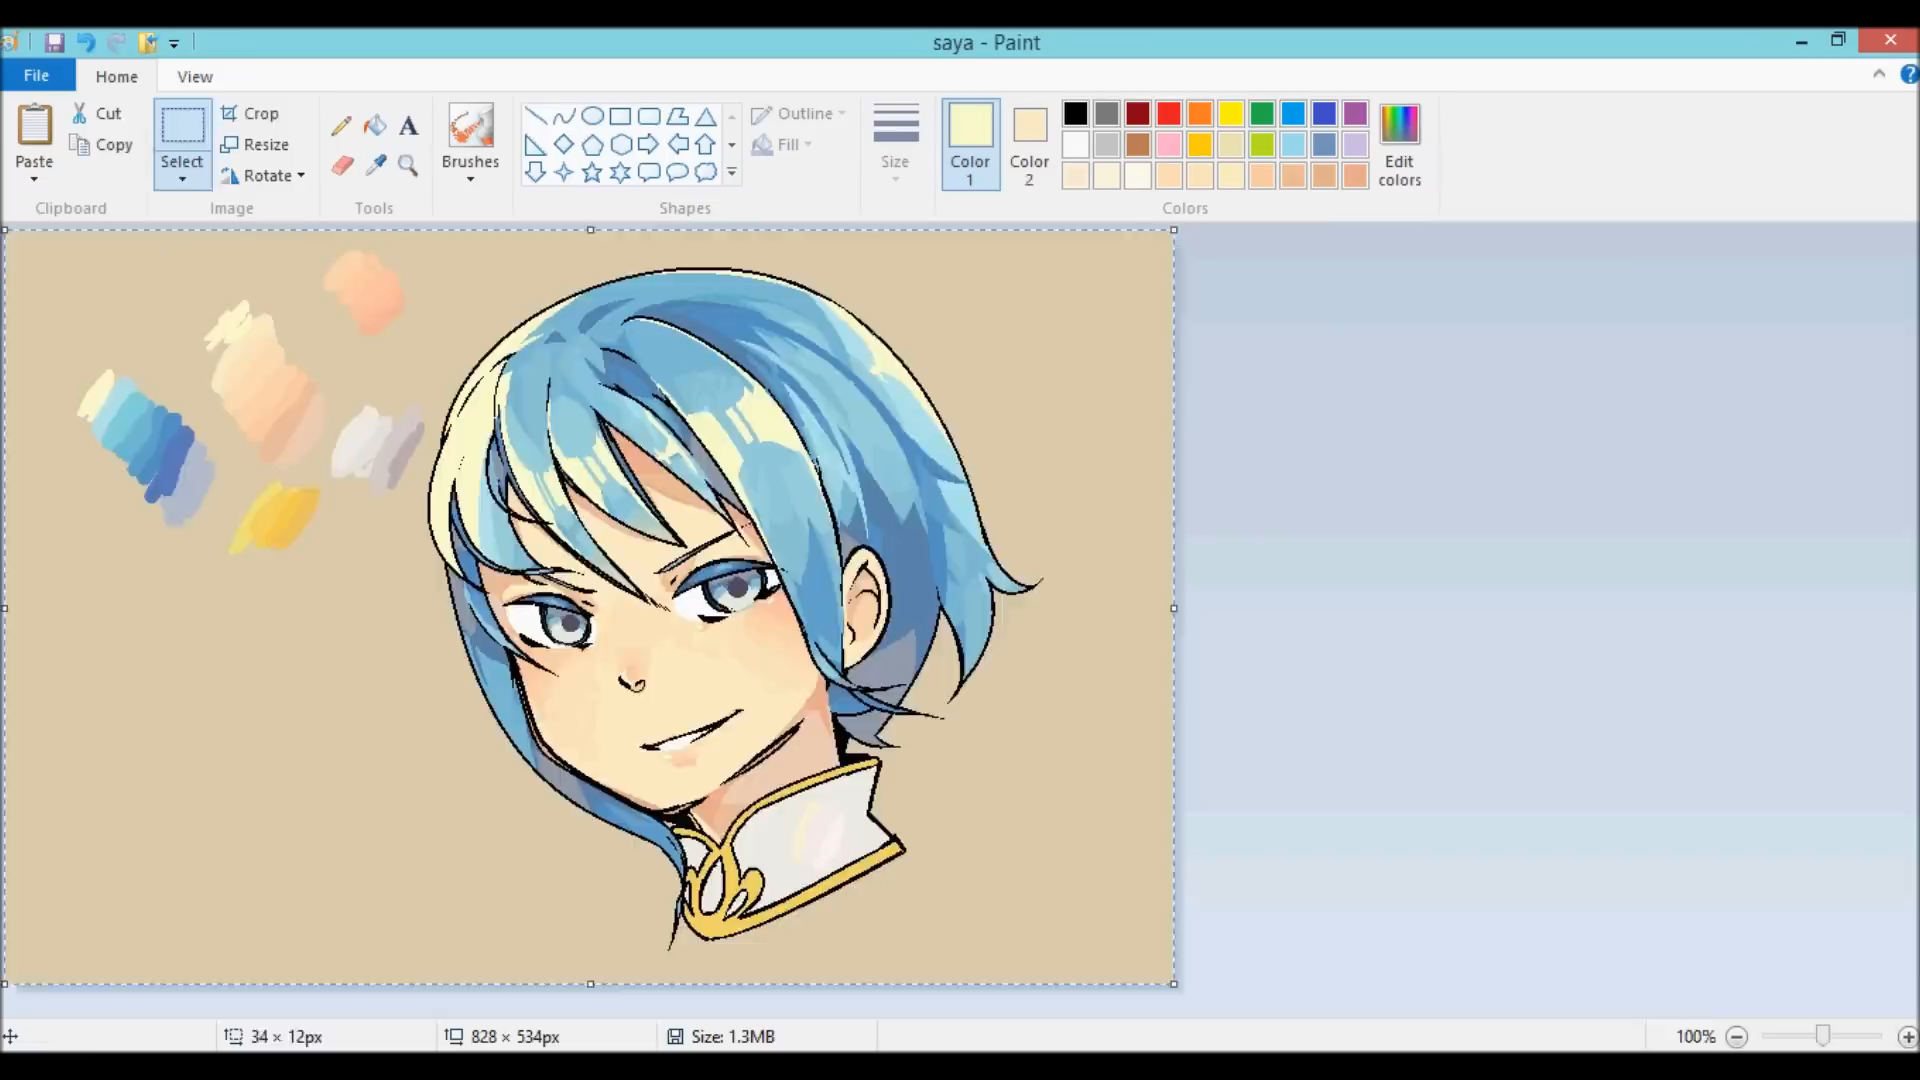 saya - Paint
File Home View
Paste
Cut
Copy
Clipboard
Select
Crop
Resize
Rotate
Image
A
Tools
Brushes
Shapes
Outline
Fill
Size
Color
1
Color
2
Edit
colors
Colors
?
34 × 12px
828 × 534px
Size: 1.3MB
100%